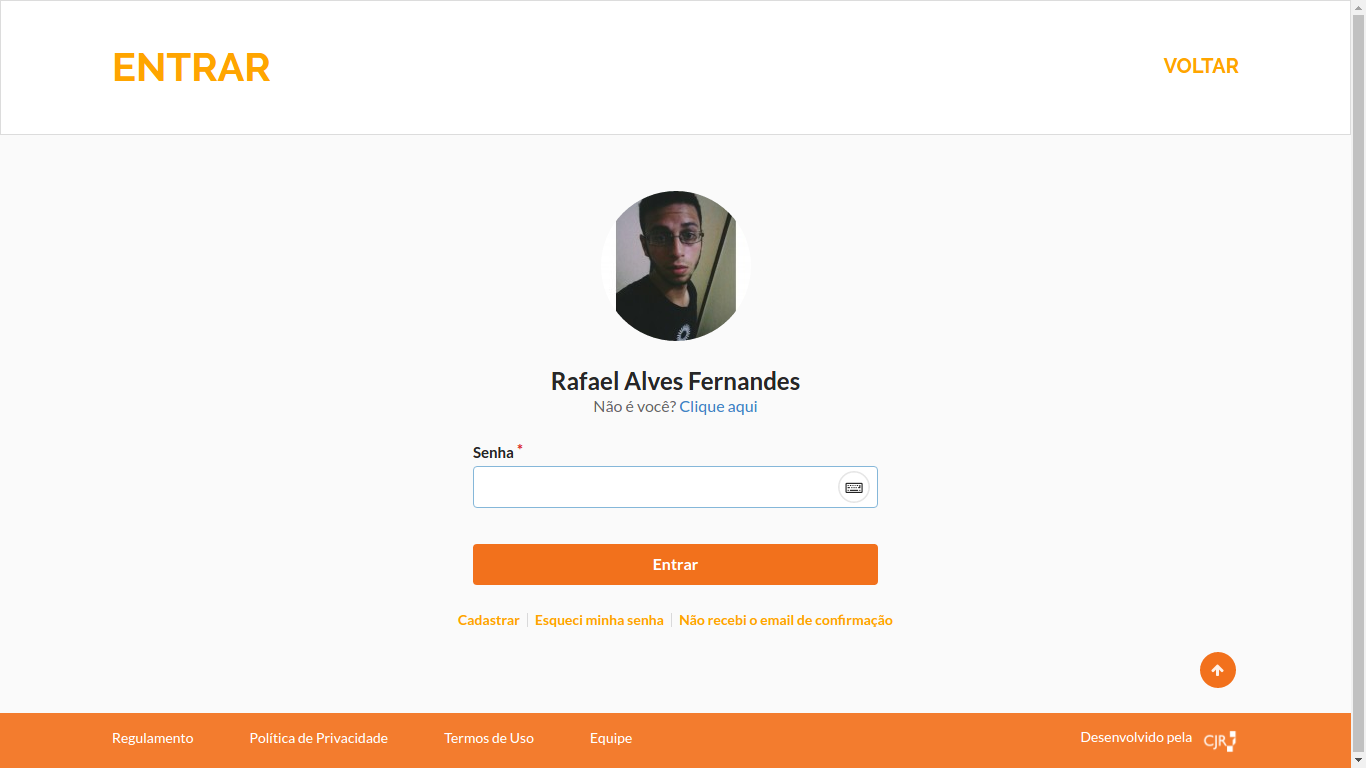 ENTRAR
VOLTAR
Rafael Alves Fernandes
Não é você? Clique aqui
Senha *
Entrar
Cadastrar
Esqueci minha senha
Não recebi o email de confirmação
Regulamento
Política de Privacidade
Termos de Uso
Equipe
Desenvolvido pela CJR